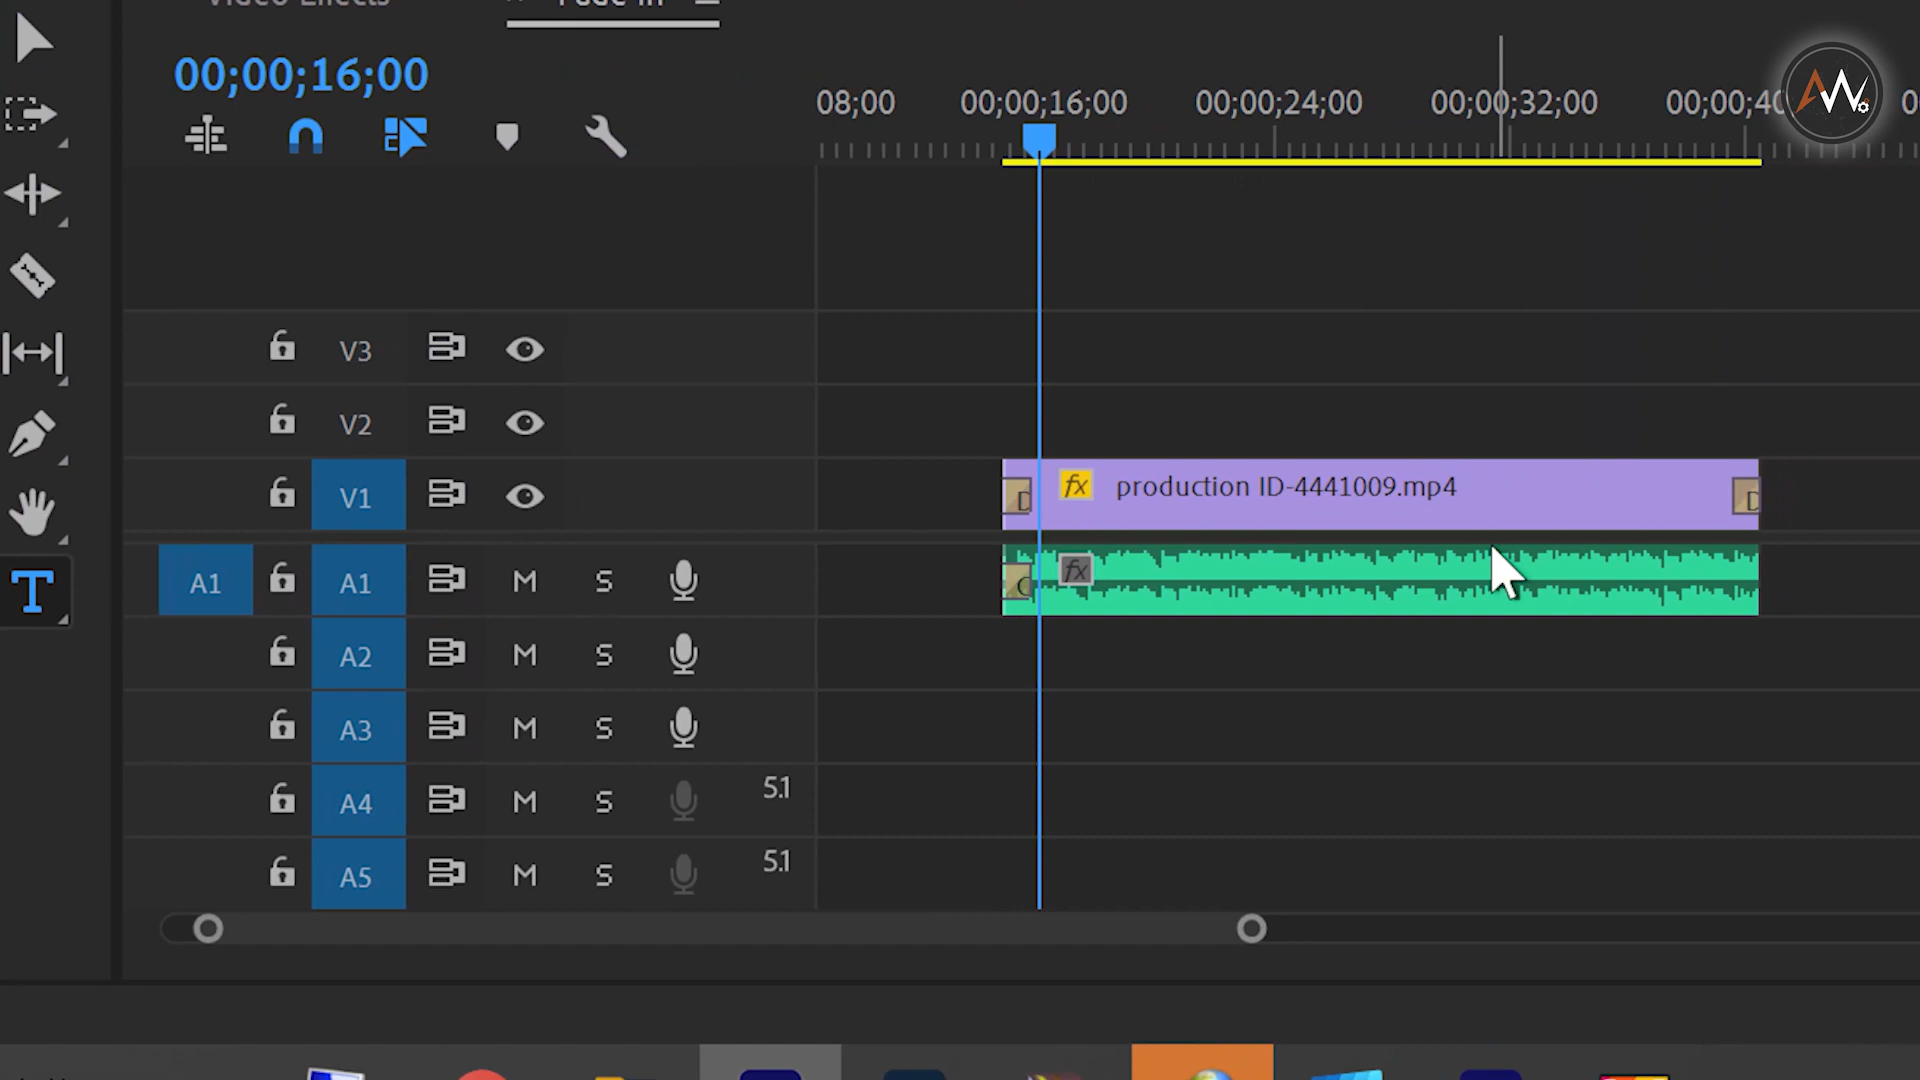 Video Effects
Fade In
00;00;16;00
08;00 00;00;16;00 00;00;24;00 00;00;32;00 00;00;40
AW
V3
V2
V1
fx production ID-4441009.mp4
D
D
A1 A1 M S
fx
C
A2 M S
A3 M S
A4 M S 5.1
A5 M S 5.1
T